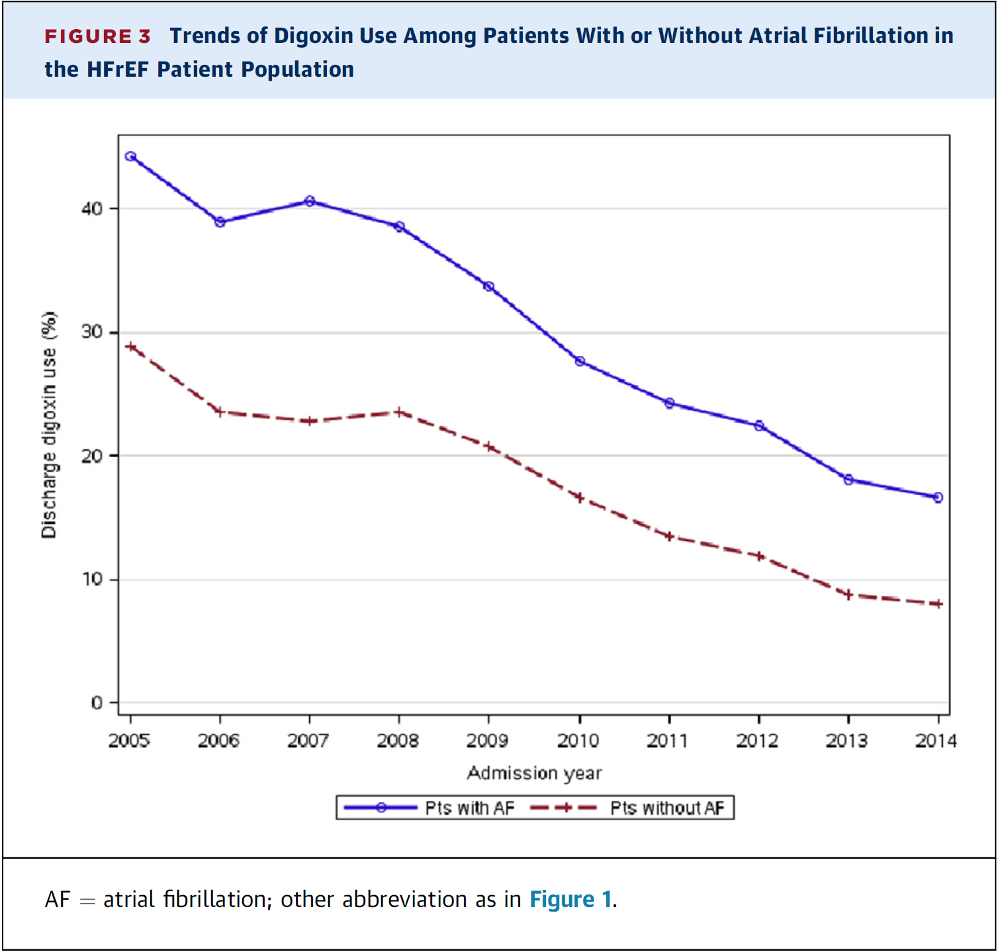 FIGURE 3 Trends of Digoxin Use Among Patients With or Without Atrial Fibrillation in
the HFrEF Patient Population
40
30
20
10
0
Discharge digoxin use (%)
2005 2006 2007 2008 2009 2010 2011 2012 2013 2014
Admission year
Pts with AF Pts without AF
AF = atrial fibrillation; other abbreviation as in Figure 1.